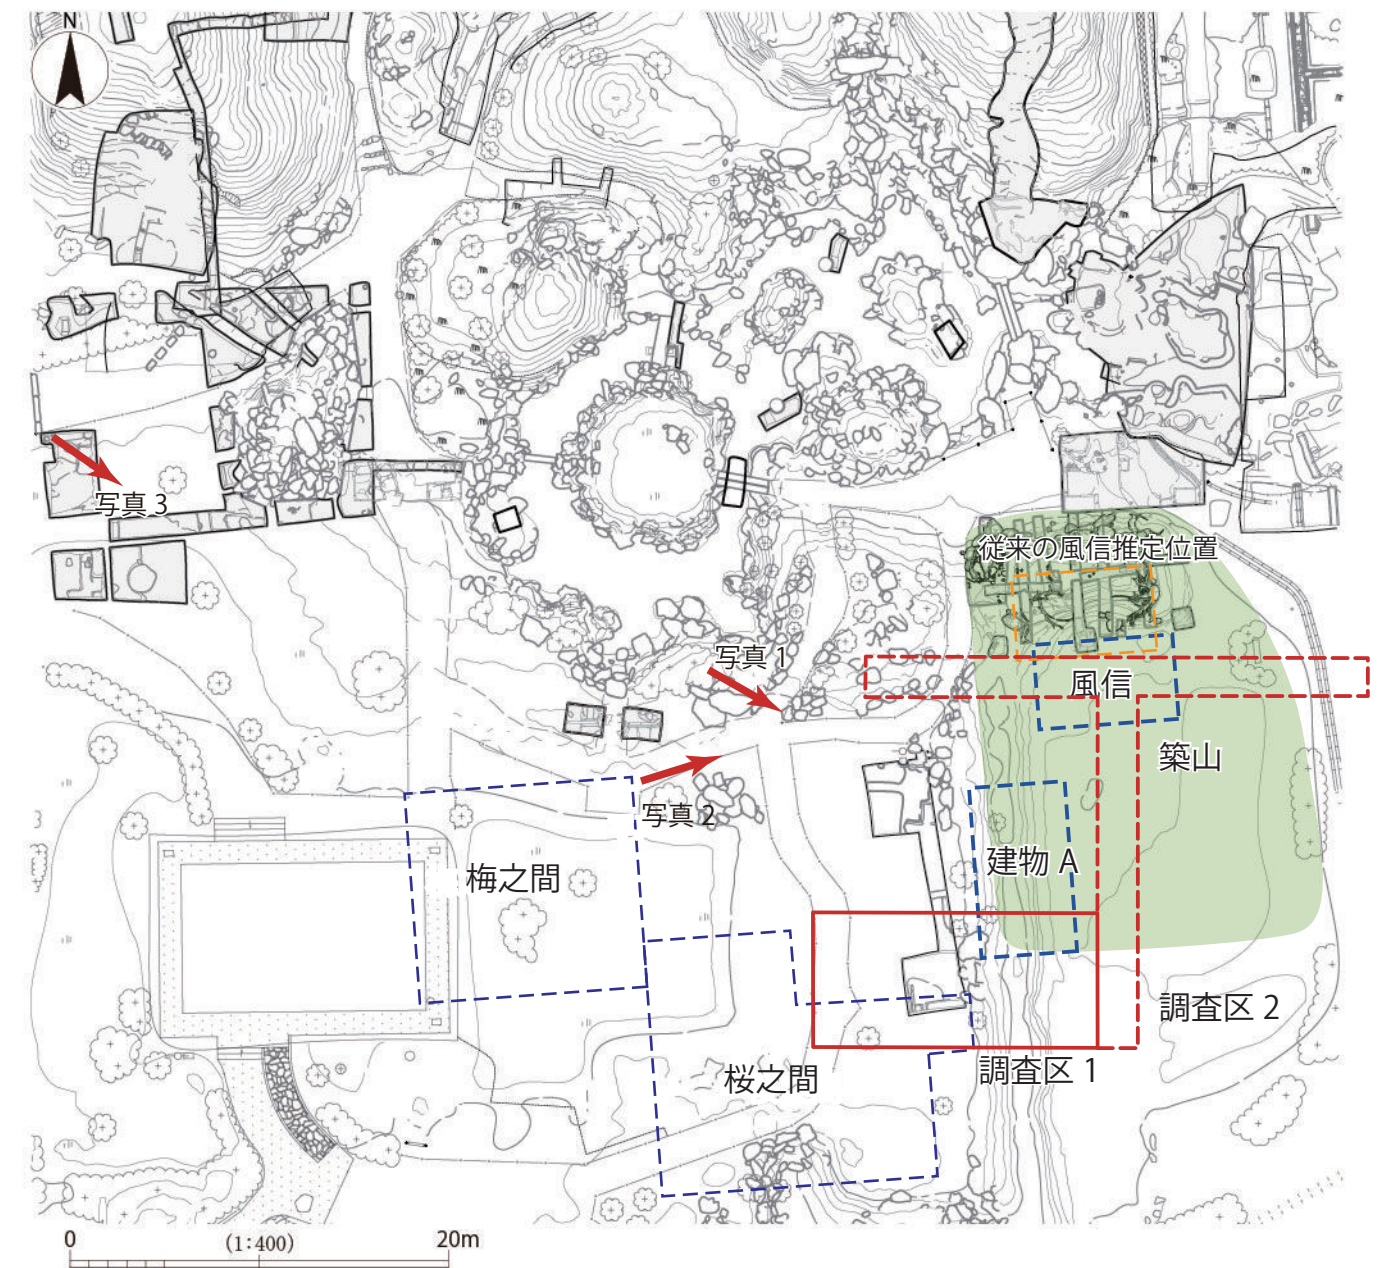 N
写真 3
従来の風信推定位置
写真 1
風信
築山
写真 2
建物 A
梅之間
調査区 2
調査区 1
桜之間
0
(1:400)
20m